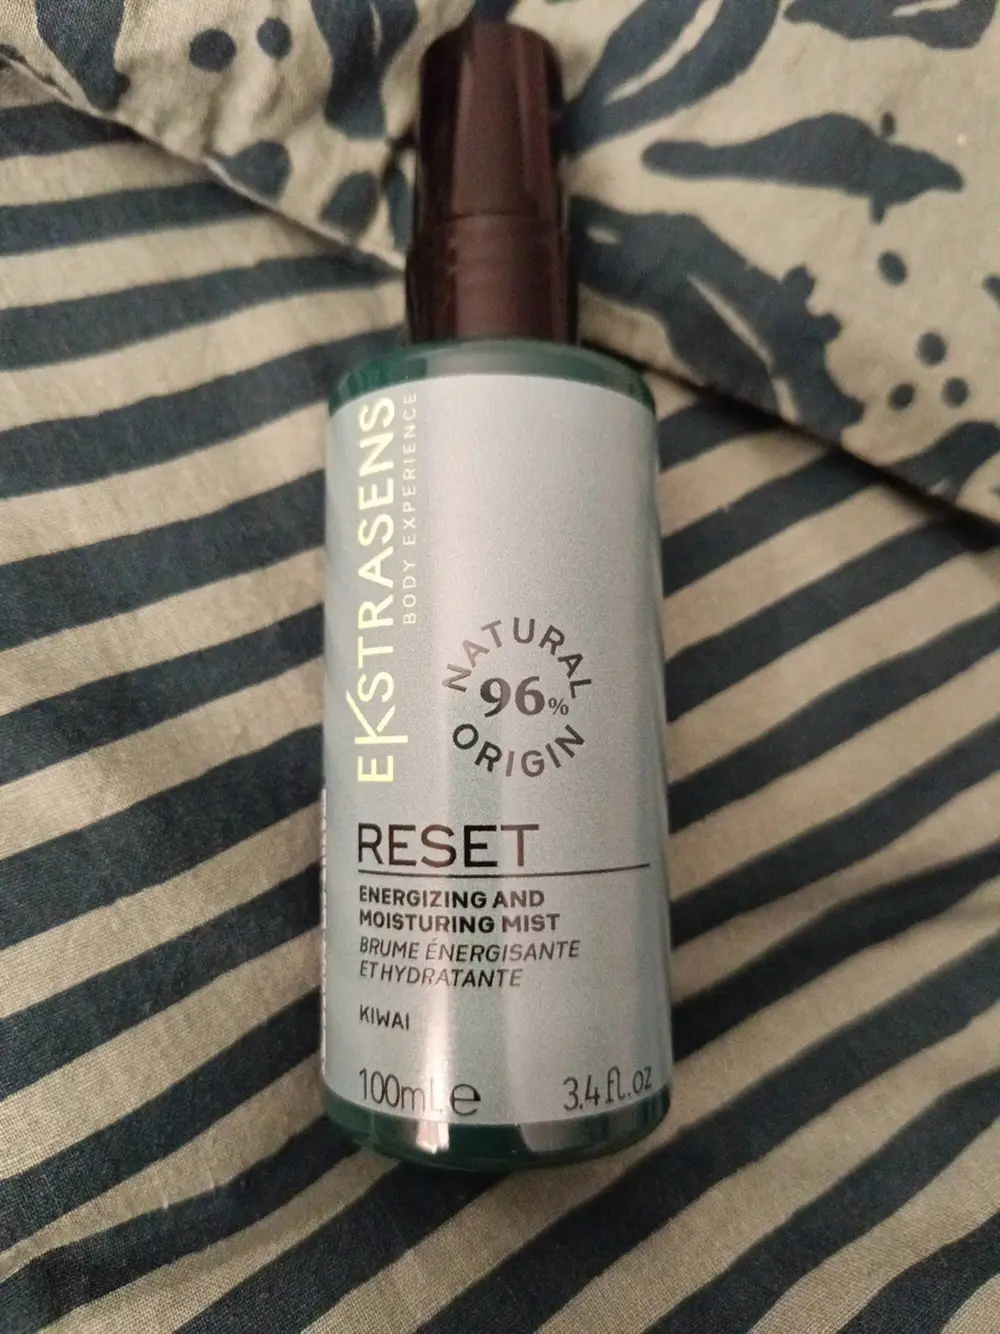 EKSTRASENS
BODY EXPERIENCE
NATURAL
96%
ORIGIN
RESET
ENERGIZING AND
MOISTURING MIST
BRUME ÉNERGISANTE
ET HYDRATANTE
KIWAI
100mL e
3.4 fl.oz